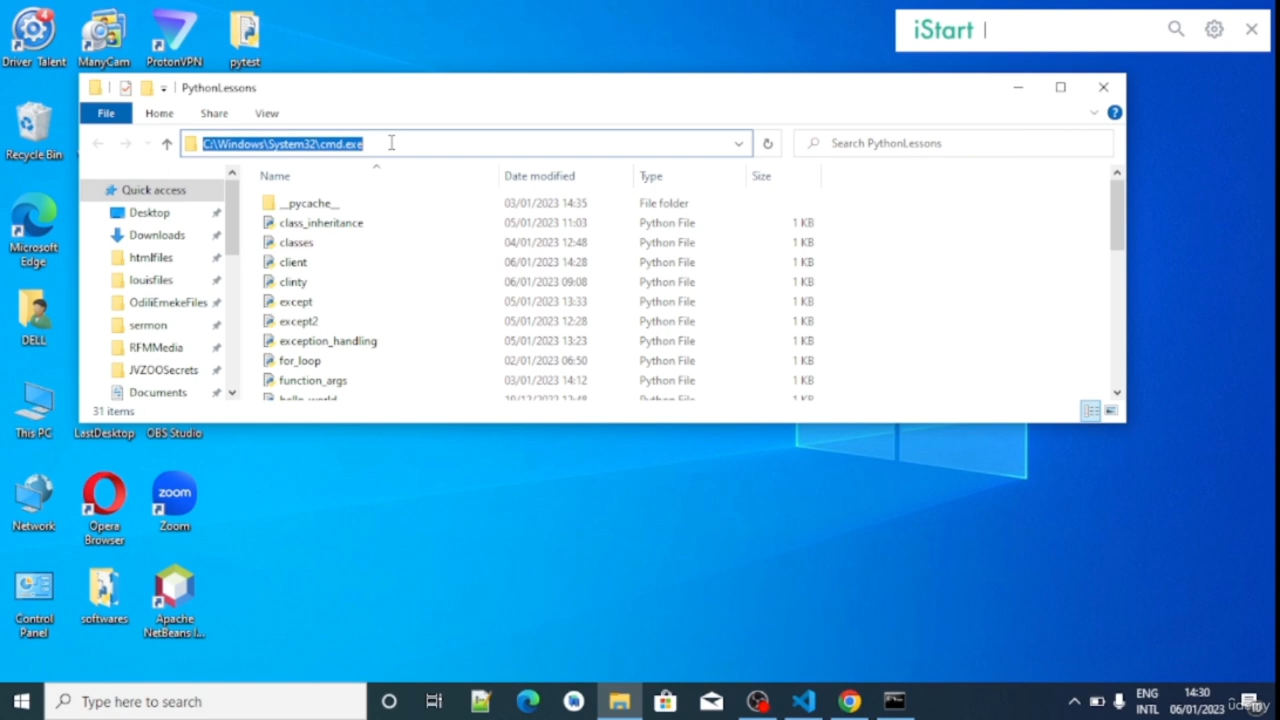 Driver Talent
ManyCam
ProtonVPN
pytest
iStart
PythonLessons
File
Home
Share
View
C:\Windows\System32\cmd.exe
Search PythonLessons
Recycle Bin
Name
Date modified
Type
Size
Quick access
Desktop
Downloads
htmlfiles
louisfiles
OdiliEmekeFiles
sermon
RFMMedia
JVZOOSecrets
Documents
__pycache__ 03/01/2023 14:35 File folder
class_inheritance 05/01/2023 11:03 Python File 1 KB
classes 04/01/2023 12:48 Python File 1 KB
client 06/01/2023 14:28 Python File 1 KB
clinty 06/01/2023 09:08 Python File 1 KB
except 05/01/2023 13:33 Python File 1 KB
except2 05/01/2023 12:28 Python File 1 KB
exception_handling 05/01/2023 13:23 Python File 1 KB
for_loop 02/01/2023 06:50 Python File 1 KB
function_args 03/01/2023 14:12 Python File 1 KB
hello_world 19/12/2022 12:48 Python File 1 KB
31 items
Microsoft
Edge
DELL
This PC
LastDesktop
OBS Studio
Network
Opera
Browser
Zoom
zoom
Control
Panel
softwares
Apache
NetBeans I...
Type here to search
ENG
INTL
14:30
06/01/2023
udemy